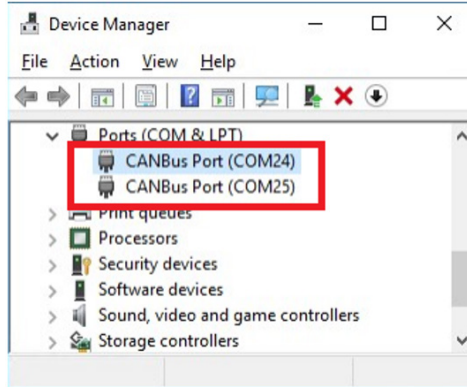 Device Manager
File Action View Help
Ports (COM & LPT)
CANBus Port (COM24)
CANBus Port (COM25)
Print queues
Processors
Security devices
Software devices
Sound, video and game controllers
Storage controllers